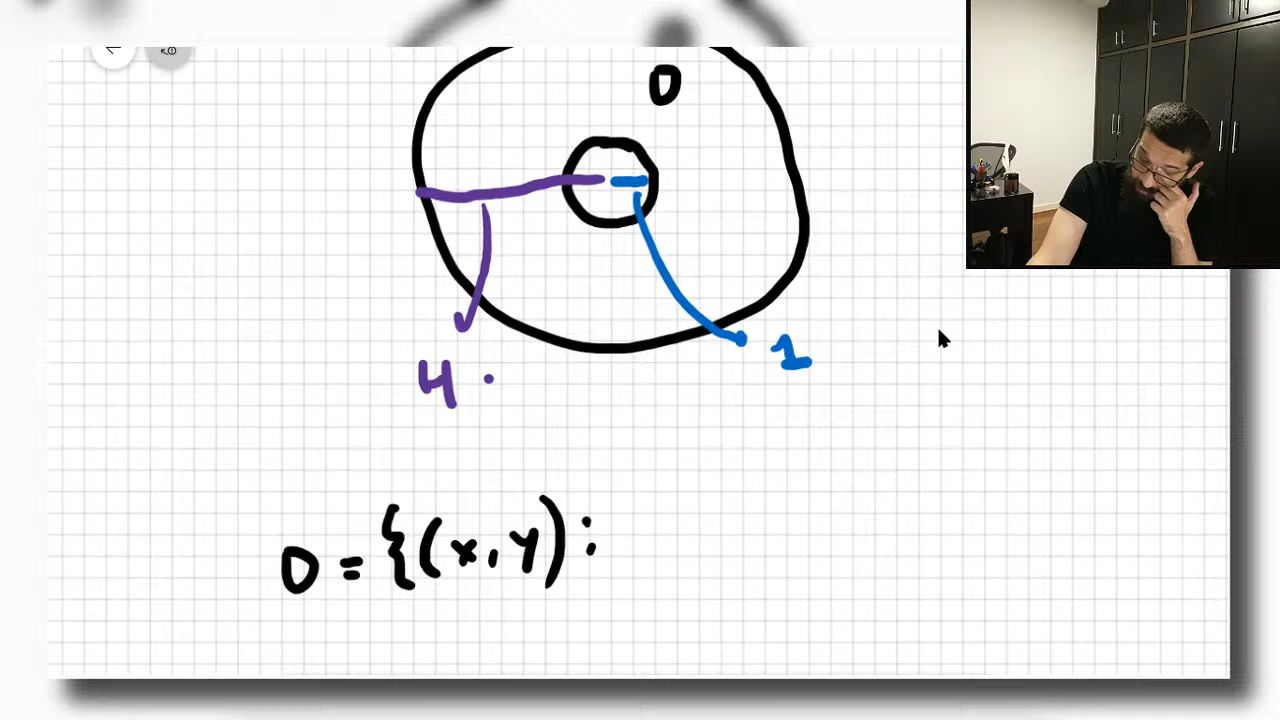 D
4
1
D = {(x, y) :